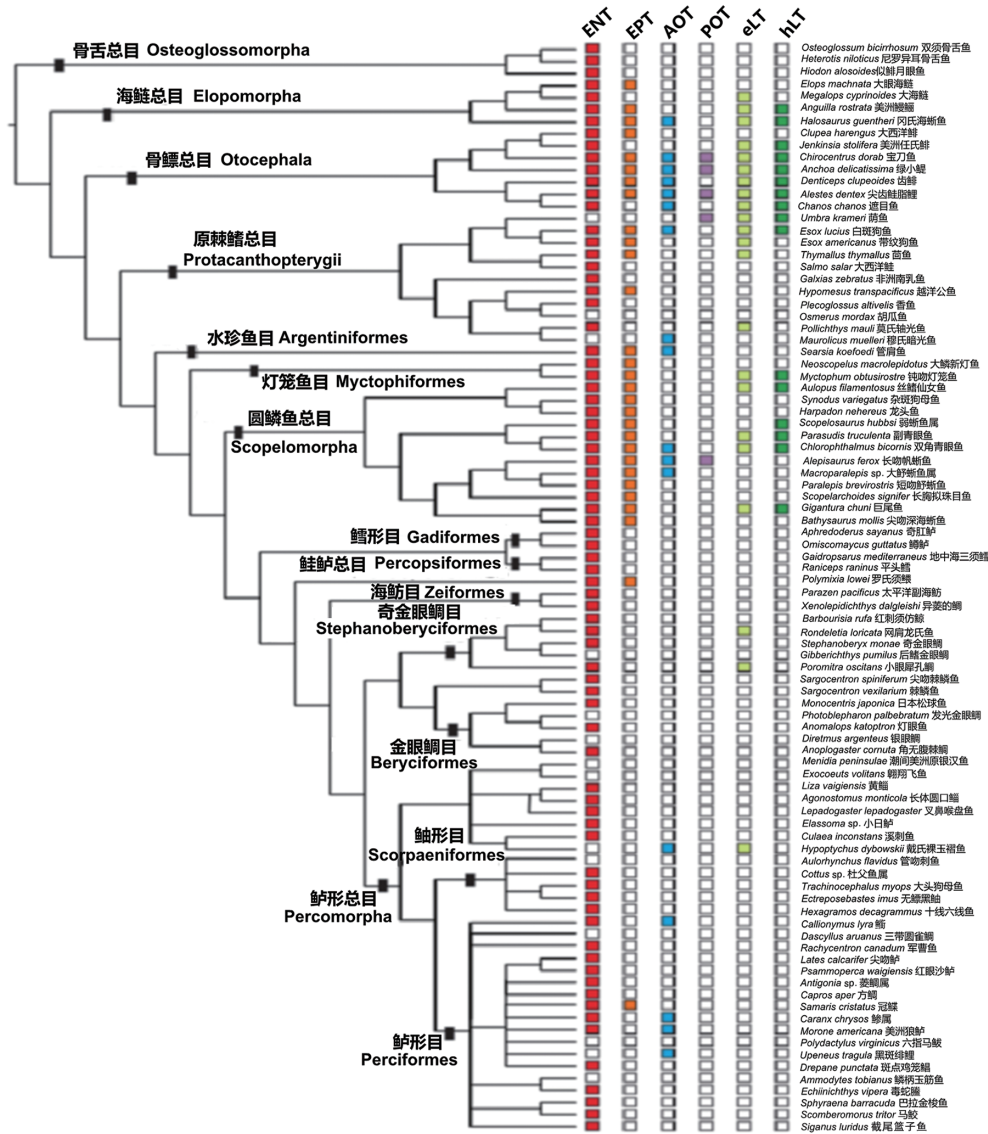 ENT EPT AOT POT eLT hLT
骨舌总目 Osteoglossomorpha
海鲢总目 Elopomorpha
骨鳔总目 Otocephala
原棘鳍总目
Protacanthopterygii
水珍鱼目 Argentiniformes
灯笼鱼目 Myctophiformes
圆鳞鱼总目
Scopelomorpha
鳕形目 Gadiformes
鲑鲈总目 Percopsiformes
海鲂目 Zeiformes
奇金眼鲷目
Stephanoberyciformes
金眼鲷目
Beryciformes
鲉形目
Scorpaeniformes
鲈形总目
Percomorpha
鲈形目
Perciformes
Osteoglossum bicirrhosum 双须骨舌鱼
Heterotis niloticus 尼罗异耳骨舌鱼
Hiodon alosoides似鲱月眼鱼
Elops machnata 大眼海鲢
Megalops cyprinoides 大海鲢
Anguilla rostrata 美洲鳗鲡
Halosaurus guentheri 冈氏海蜥鱼
Clupea harengus 大西洋鲱
Jenkinsia stolifera 美洲任氏鲱
Chirocentrus dorab 宝刀鱼
Anchoa delicatissima 绿小鳀
Denticeps clupeoides 齿鲱
Alestes dentex 尖齿鲑脂鲤
Chanos chanos 遮目鱼
Umbra krameri 荫鱼
Esox lucius 白斑狗鱼
Esox americanus 带纹狗鱼
Thymallus thymallus 茴鱼
Salmo salar 大西洋鲑
Galxias zebratus 非洲南乳鱼
Hypomesus transpacificus 越洋公鱼
Plecoglossus altivelis 香鱼
Osmerus mordax 胡瓜鱼
Pollichthys mauli 莫氏轴光鱼
Maurolicus muelleri 穆氏暗光鱼
Searsia koefoedi 管肩鱼
Neoscopelus macrolepidotus 大鳞新灯鱼
Myctophum obtusirostre 钝吻灯笼鱼
Aulopus filamentosus 丝鳍仙女鱼
Synodus variegatus 杂斑狗母鱼
Harpadon nehereus 龙头鱼
Scopelosaurus hubbsi 弱蜥鱼属
Parasudis truculenta 副青眼鱼
Chlorophthalmus bicornis 双角青眼鱼
Alepisaurus ferox 长吻帆蜥鱼
Macroparalepis sp. 大魣蜥鱼属
Paralepis brevirostris 短吻魣蜥鱼
Scopelarchoides signifer 长胸拟珠目鱼
Gigantura chuni 巨尾鱼
Bathysaurus mollis 尖吻深海蜥鱼
Aphredoderus sayanus 奇肛鲈
Omiscomaycus guttatus 鲑鲈
Gaidropsarus mediterraneus 地中海三须鳕
Raniceps raninus 平头鳕
Polymixia lowei 罗氏须鳂
Parazen pacificus 太平洋副海鲂
Xenolepidichthys dalgleishi 异菱的鲷
Barbourisia rufa 红刺须仿鲸
Rondeletia loricata 网肩龙氏鱼
Stephanoberyx monae 奇金眼鲷
Gibberichthys pumilus 后鳍金眼鲷
Poromitra oscitans 小眼犀孔鲷
Sargocentron spiniferum 尖吻棘鳞鱼
Sargocentron vexilarium 棘鳞鱼
Monocentris japonica 日本松球鱼
Photoblepharon palbebratum 发光金眼鲷
Anomalops katoptron 灯眼鱼
Diretmus argenteus 银眼鲷
Anoplogaster cornuta 角无腹棘鲷
Menidia peninsulae 潮间美洲原银汉鱼
Exocoeuts volitans 翱翔飞鱼
Liza vaigiensis 黄鲻
Agonostomus monticola 长体圆口鲻
Lepadogaster lepadogaster 叉鼻喉盘鱼
Elassoma sp. 小日鲈
Culaea inconstans 溪刺鱼
Hypoptychus dybowskii 戴氏裸玉褶鱼
Aulorhynchus flavidus 管吻刺鱼
Cottus sp. 杜父鱼属
Trachinocephalus myops 大头狗母鱼
Ectreposebastes imus 无鳔黑鲉
Hexagramos decagrammus 十线六线鱼
Callionymus lyra 䲗
Dascyllus aruanus 三带圆雀鲷
Rachycentron canadum 军曹鱼
Lates calcarifer 尖吻鲈
Psammoperca waigiensis 红眼沙鲈
Antigonia sp. 菱鲷属
Capros aper 方鲷
Samaris cristatus 冠鲽
Caranx chrysos 鲹属
Morone americana 美洲狼鲈
Polydactylus virginicus 六指马鲅
Upeneus tragula 黑斑绯鲤
Drepane punctata 斑点鸡笼鲳
Ammodytes tobianus 鳞柄玉筋鱼
Echiinichthys vipera 毒蛇䲢
Sphyraena barracuda 巴拉金梭鱼
Scomberomorus tritor 马鲛
Siganus luridus 截尾篮子鱼